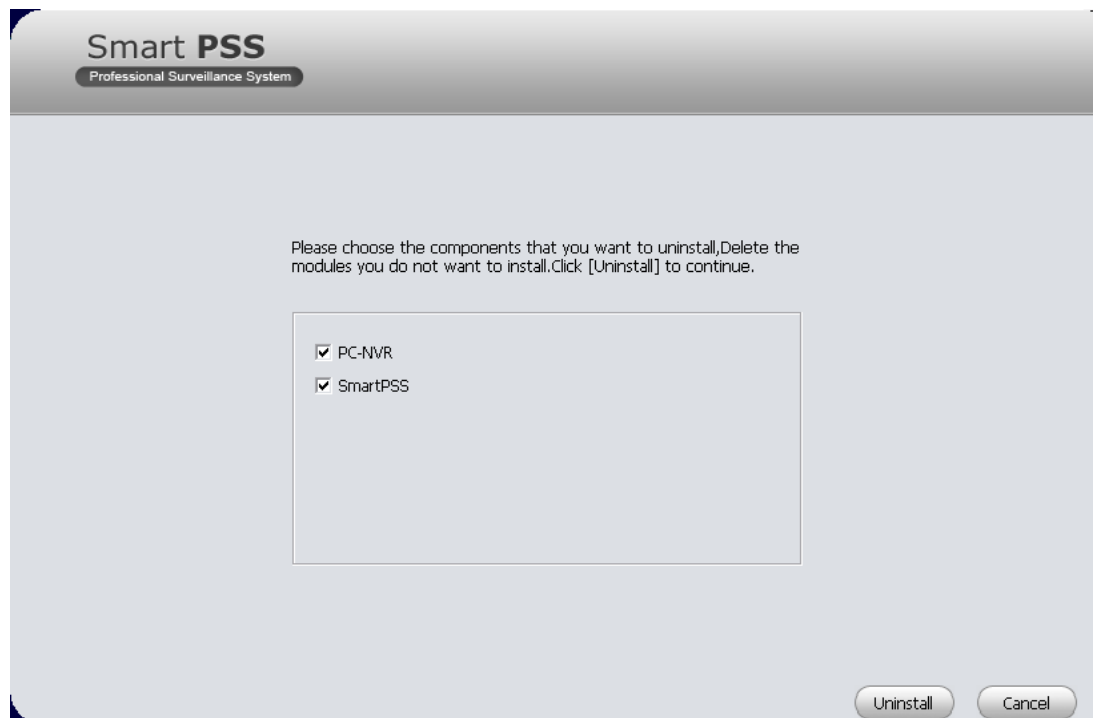 Smart PSS
Professional Surveillance System
Please choose the components that you want to uninstall,Delete the
modules you do not want to install.Click [Uninstall] to continue.
PC-NVR
SmartPSS
Uninstall
Cancel